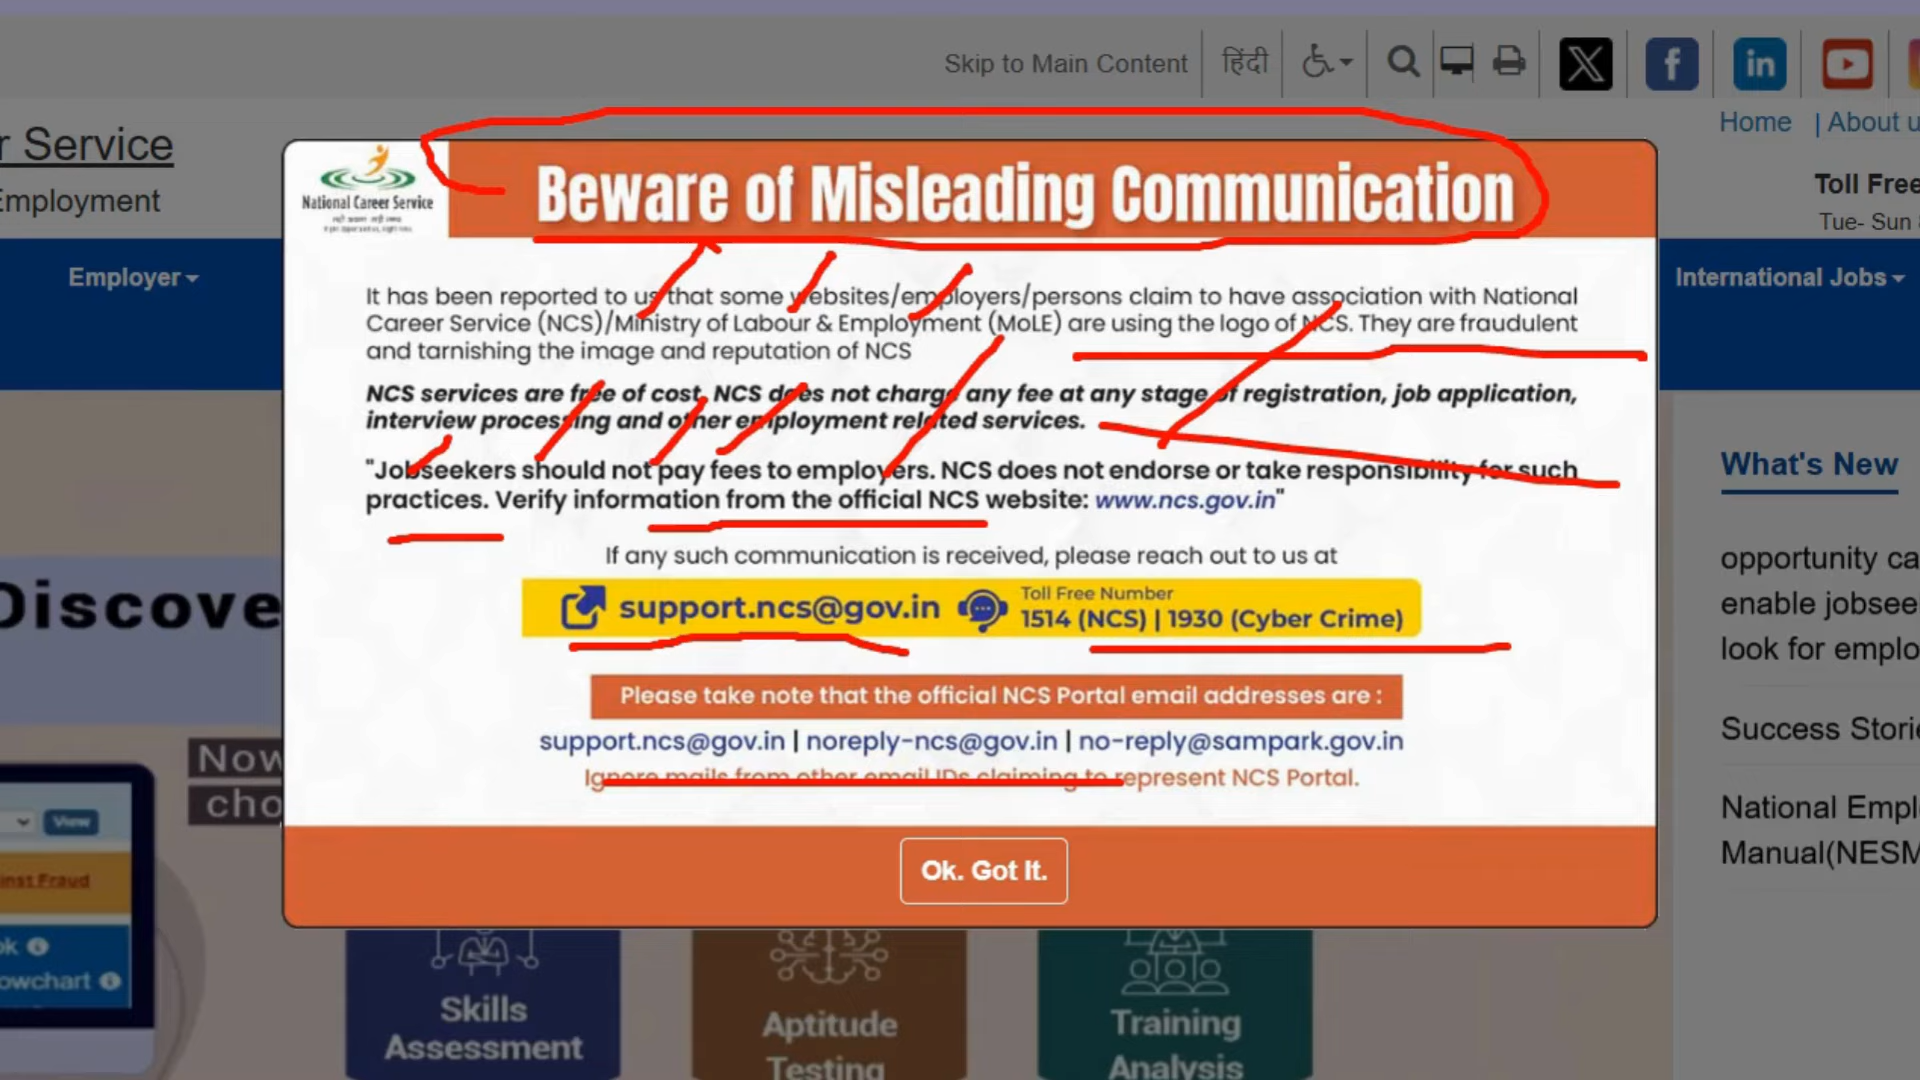 Skip to Main Content
हिंदी
X
f
in
Home | About u
r Service
Employment
Toll Free
Tue- Sun
Employer
International Jobs
National Career Service
Beware of Misleading Communication
It has been reported to us that some websites/employers/persons claim to have association with National
Career Service (NCS)/Ministry of Labour & Employment (MoLE) are using the logo of NCS. They are fraudulent
and tarnishing the image and reputation of NCS
NCS services are free of cost, NCS does not charge any fee at any stage of registration, job application,
interview processing and other employment related services.
"Jobseekers should not pay fees to employers. NCS does not endorse or take responsibility for such
practices. Verify information from the official NCS website: www.ncs.gov.in"
If any such communication is received, please reach out to us at
support.ncs@gov.in
Toll Free Number
1514 (NCS) | 1930 (Cyber Crime)
Please take note that the official NCS Portal email addresses are :
support.ncs@gov.in | noreply-ncs@gov.in | no-reply@sampark.gov.in
Ignore mails from other email IDs claiming to represent NCS Portal.
Ok. Got It.
Discove
Now
cho
View
inst Fraud
ok
owchart
Skills
Assessment
Aptitude
Testing
Training
Analysis
What's New
opportunity ca
enable jobsee
look for emplo
Success Storie
National Empl
Manual(NESM